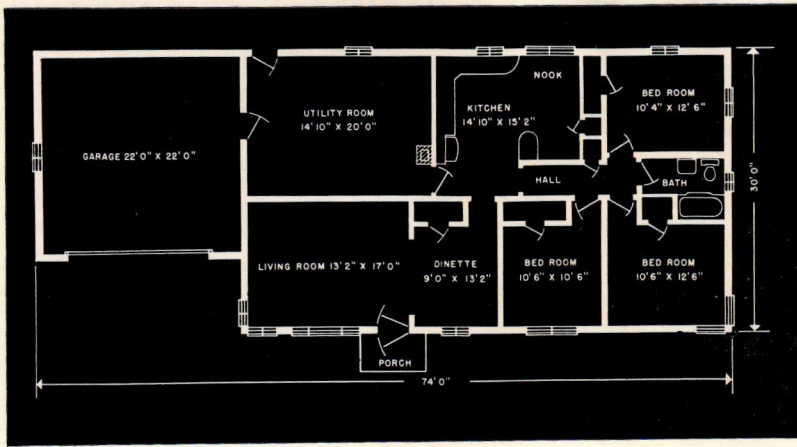 NOOK
BED ROOM
10'4" X 12'6"
UTILITY ROOM
14'10" X 20'0"
KITCHEN
14'10" X 15'2"
GARAGE 22'0" X 22'0"
HALL
BATH
30'0"
LIVING ROOM 13'2" X 17'0"
DINETTE
9'0" X 13'2"
BED ROOM
10'6" X 10'6"
BED ROOM
10'6" X 12'6"
PORCH
74'0"